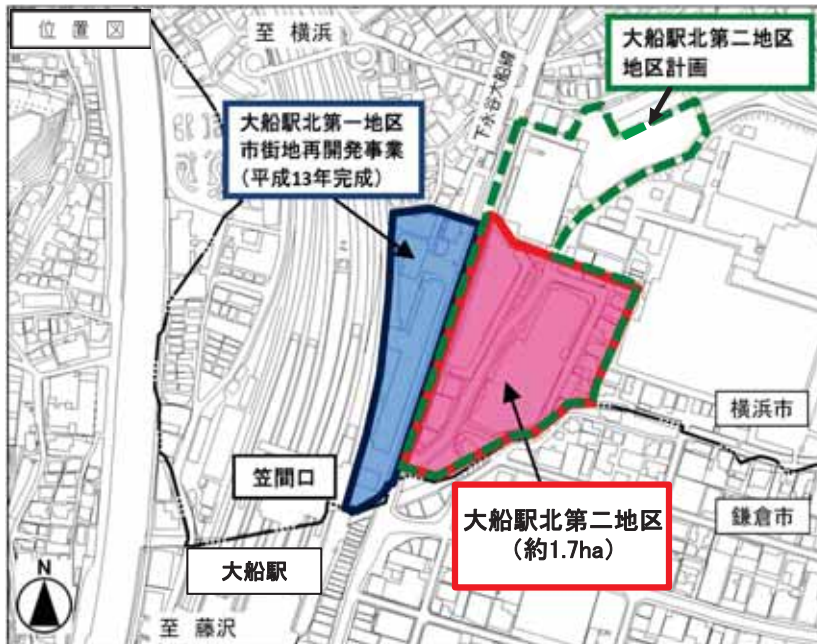 位置図
至 横浜
下永谷大船線
大船駅北第二地区
地区計画
大船駅北第一地区
市街地再開発事業
（平成13年完成）
横浜市
笠間口
大船駅北第二地区
（約1.7ha）
鎌倉市
大船駅
N
至 藤沢